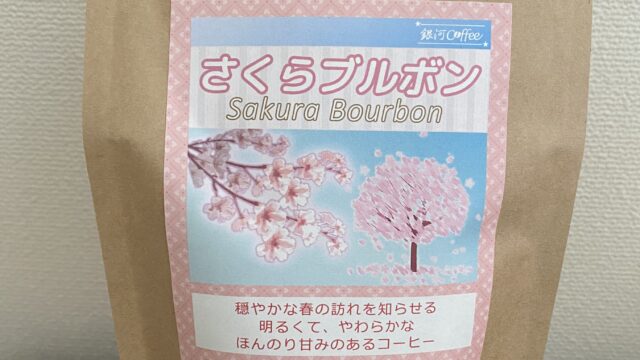 銀河Coffee
さくらブルボン
Sakura Bourbon
穏やかな春の訪れを知らせる
明るくて、やわらかな
ほんのり甘みのあるコーヒー